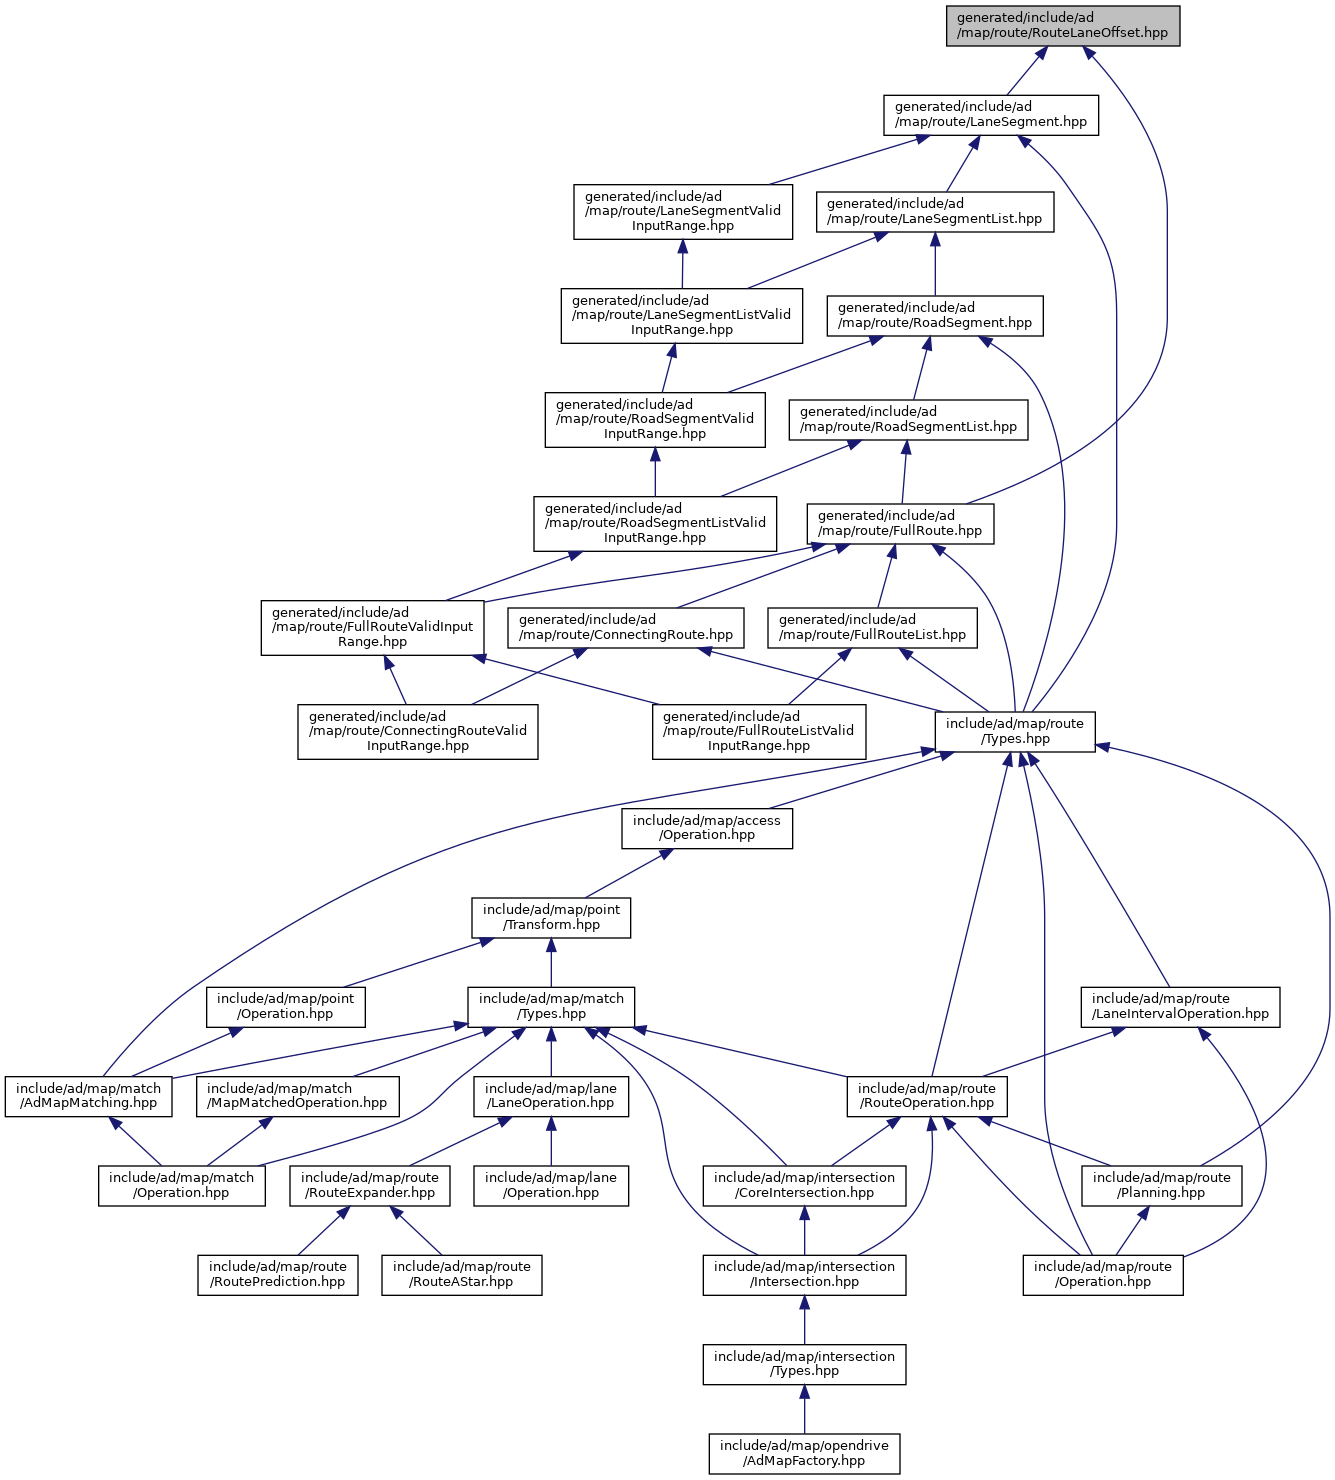 generated/include/ad
/map/route/RouteLaneOffset.hpp
generated/include/ad
/map/route/LaneSegment.hpp
generated/include/ad
/map/route/LaneSegmentValid
InputRange.hpp
generated/include/ad
/map/route/LaneSegmentList.hpp
generated/include/ad
/map/route/LaneSegmentListValid
InputRange.hpp
generated/include/ad
/map/route/RoadSegment.hpp
generated/include/ad
/map/route/RoadSegmentValid
InputRange.hpp
generated/include/ad
/map/route/RoadSegmentList.hpp
generated/include/ad
/map/route/RoadSegmentListValid
InputRange.hpp
generated/include/ad
/map/route/FullRoute.hpp
generated/include/ad
/map/route/FullRouteValidInput
Range.hpp
generated/include/ad
/map/route/ConnectingRoute.hpp
generated/include/ad
/map/route/FullRouteList.hpp
generated/include/ad
/map/route/ConnectingRouteValid
InputRange.hpp
generated/include/ad
/map/route/FullRouteListValid
InputRange.hpp
include/ad/map/route
/Types.hpp
include/ad/map/access
/Operation.hpp
include/ad/map/point
/Transform.hpp
include/ad/map/point
/Operation.hpp
include/ad/map/match
/Types.hpp
include/ad/map/route
/LaneIntervalOperation.hpp
include/ad/map/match
/AdMapMatching.hpp
include/ad/map/match
/MapMatchedOperation.hpp
include/ad/map/lane
/LaneOperation.hpp
include/ad/map/route
/RouteOperation.hpp
include/ad/map/match
/Operation.hpp
include/ad/map/route
/RouteExpander.hpp
include/ad/map/lane
/Operation.hpp
include/ad/map/intersection
/CoreIntersection.hpp
include/ad/map/route
/Planning.hpp
include/ad/map/route
/RoutePrediction.hpp
include/ad/map/route
/RouteAStar.hpp
include/ad/map/intersection
/Intersection.hpp
include/ad/map/route
/Operation.hpp
include/ad/map/intersection
/Types.hpp
include/ad/map/opendrive
/AdMapFactory.hpp